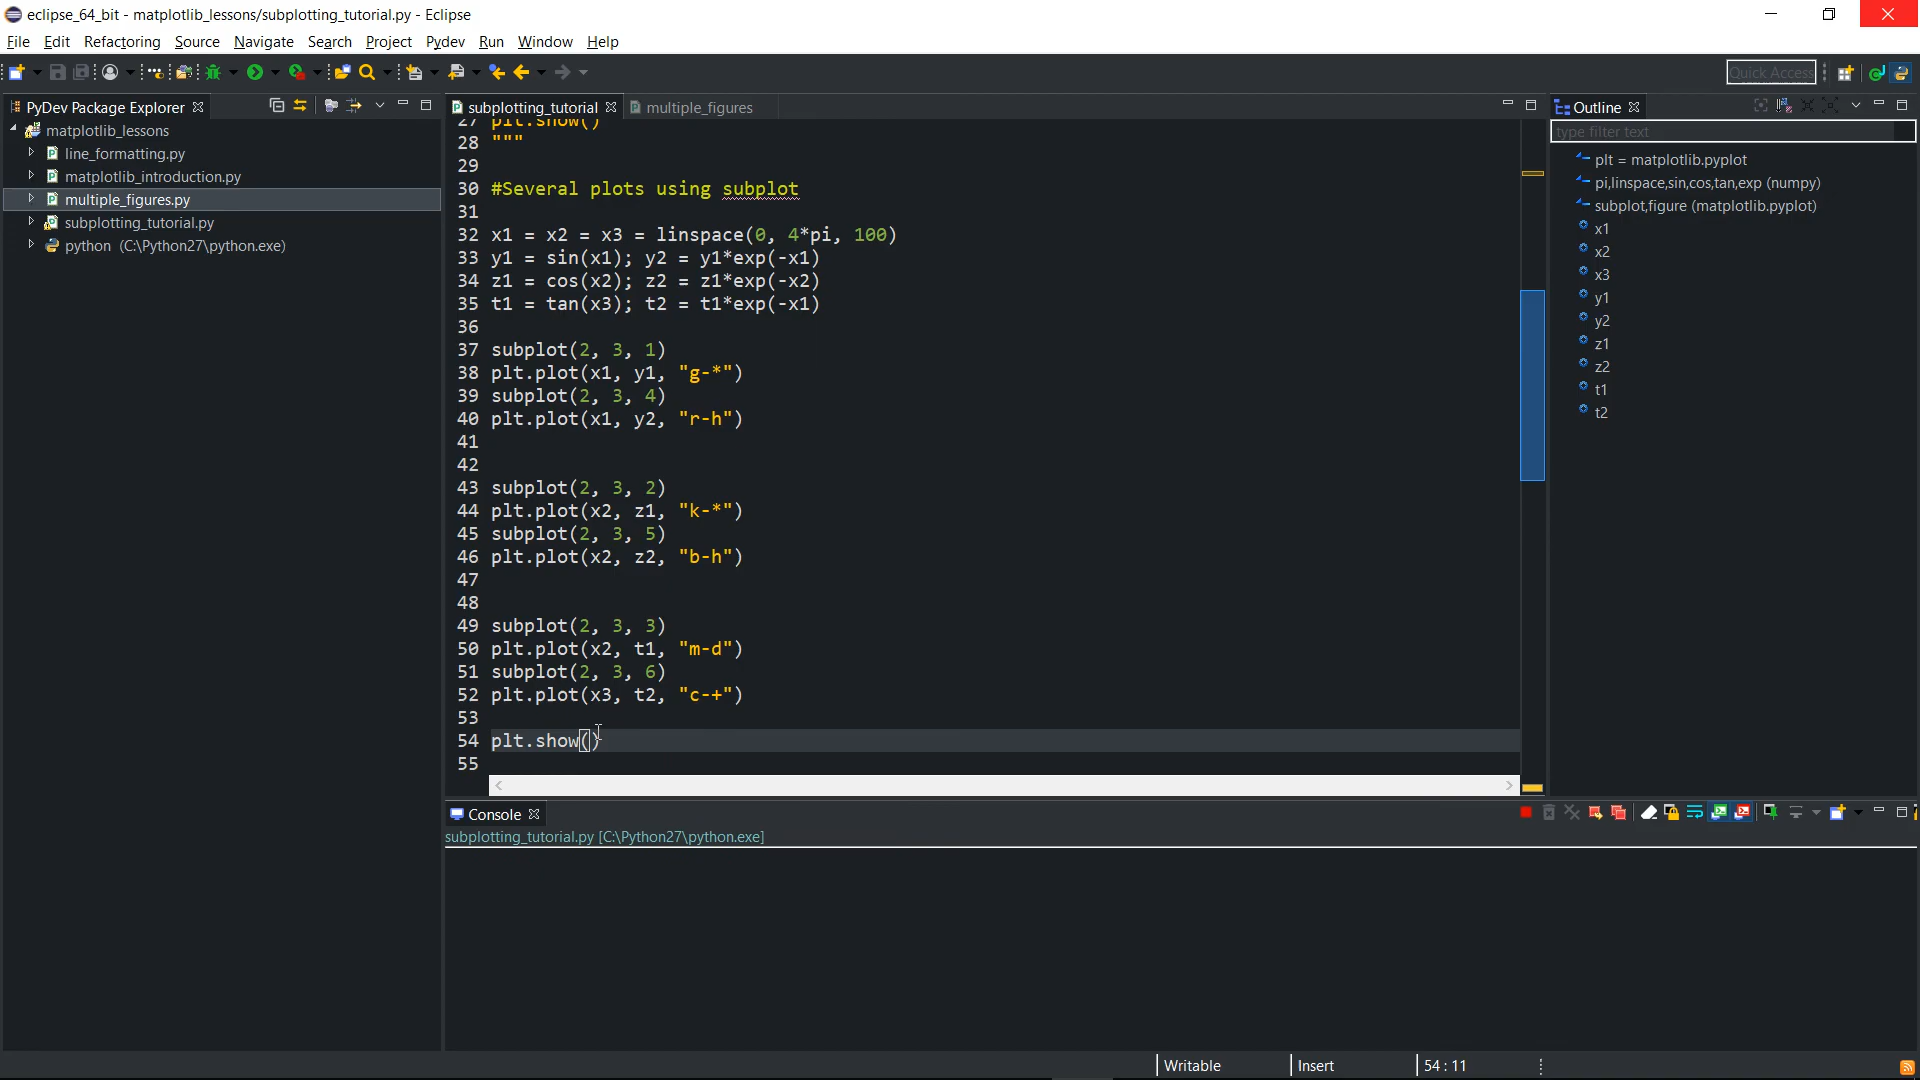 eclipse_64_bit - matplotlib_lessons/subplotting_tutorial.py - Eclipse
File Edit Refactoring Source Navigate Search Project Pydev Run Window Help
Quick Access
PyDev Package Explorer
matplotlib_lessons
line_formatting.py
matplotlib_introduction.py
multiple_figures.py
subplotting_tutorial.py
python (C:\Python27\python.exe)
subplotting_tutorial multiple_figures
27 plt.show()
28 """
29
30 #Several plots using subplot
31
32 x1 = x2 = x3 = linspace(0, 4*pi, 100)
33 y1 = sin(x1); y2 = y1*exp(-x1)
34 z1 = cos(x2); z2 = z1*exp(-x2)
35 t1 = tan(x3); t2 = t1*exp(-x1)
36
37 subplot(2, 3, 1)
38 plt.plot(x1, y1, "g-*")
39 subplot(2, 3, 4)
40 plt.plot(x1, y2, "r-h")
41
42
43 subplot(2, 3, 2)
44 plt.plot(x2, z1, "k-*")
45 subplot(2, 3, 5)
46 plt.plot(x2, z2, "b-h")
47
48
49 subplot(2, 3, 3)
50 plt.plot(x2, t1, "m-d")
51 subplot(2, 3, 6)
52 plt.plot(x3, t2, "c-+")
53
54 plt.show()
55
Outline
type filter text
plt = matplotlib.pyplot
pi,linspace,sin,cos,tan,exp (numpy)
subplot,figure (matplotlib.pyplot)
x1
x2
x3
y1
y2
z1
z2
t1
t2
Console
subplotting_tutorial.py [C:\Python27\python.exe]
Writable Insert 54 : 11